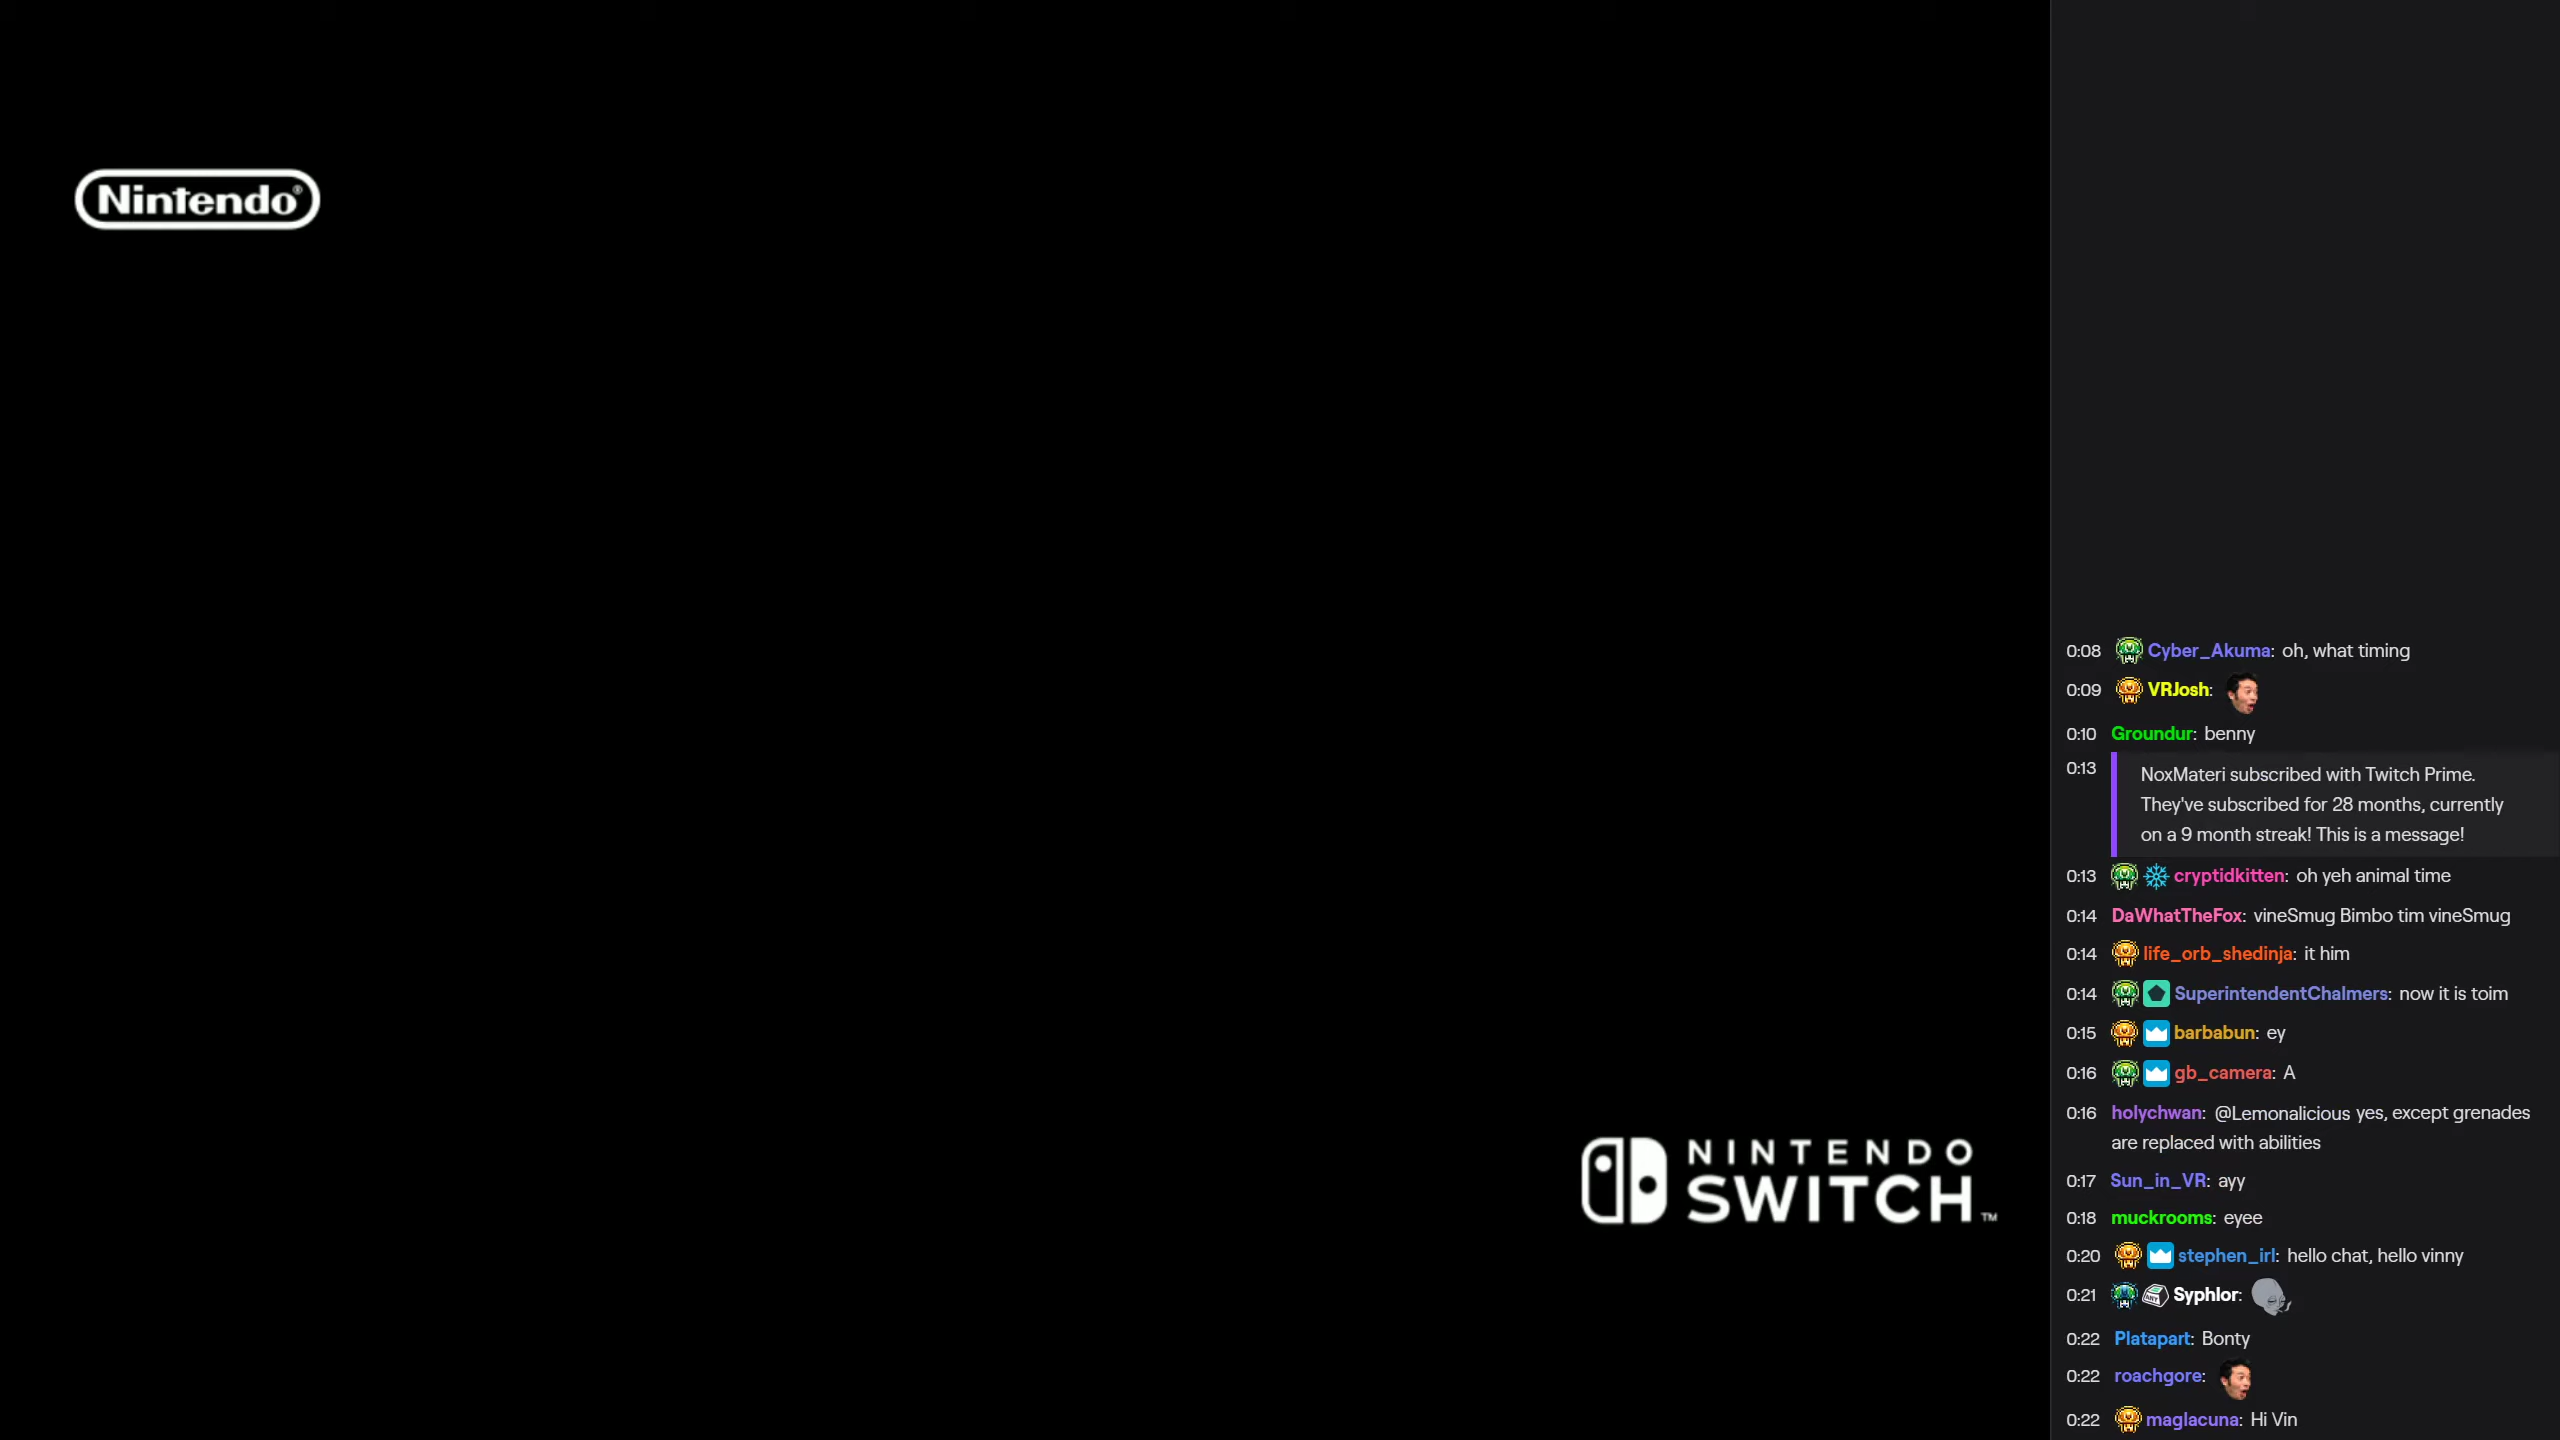 Nintendo®
NINTENDO
SWITCH™
0:08 Cyber_Akuma: oh, what timing
0:09 VRJosh:
0:10 Groundur: benny
0:13 NoxMateri subscribed with Twitch Prime.
They've subscribed for 28 months, currently
on a 9 month streak! This is a message!
0:13 cryptidkitten: oh yeh animal time
0:14 DaWhatTheFox: vineSmug Bimbo tim vineSmug
0:14 life_orb_shedinja: it him
0:14 SuperintendentChalmers: now it is toim
0:15 barbabun: ey
0:16 gb_camera: A
0:16 holychwan: @Lemonalicious yes, except grenades
are replaced with abilities
0:17 Sun_in_VR: ayy
0:18 muckrooms: eyee
0:20 stephen_irl: hello chat, hello vinny
0:21 Syphlor:
0:22 Platapart: Bonty
0:22 roachgore:
0:22 maglacuna: Hi Vin